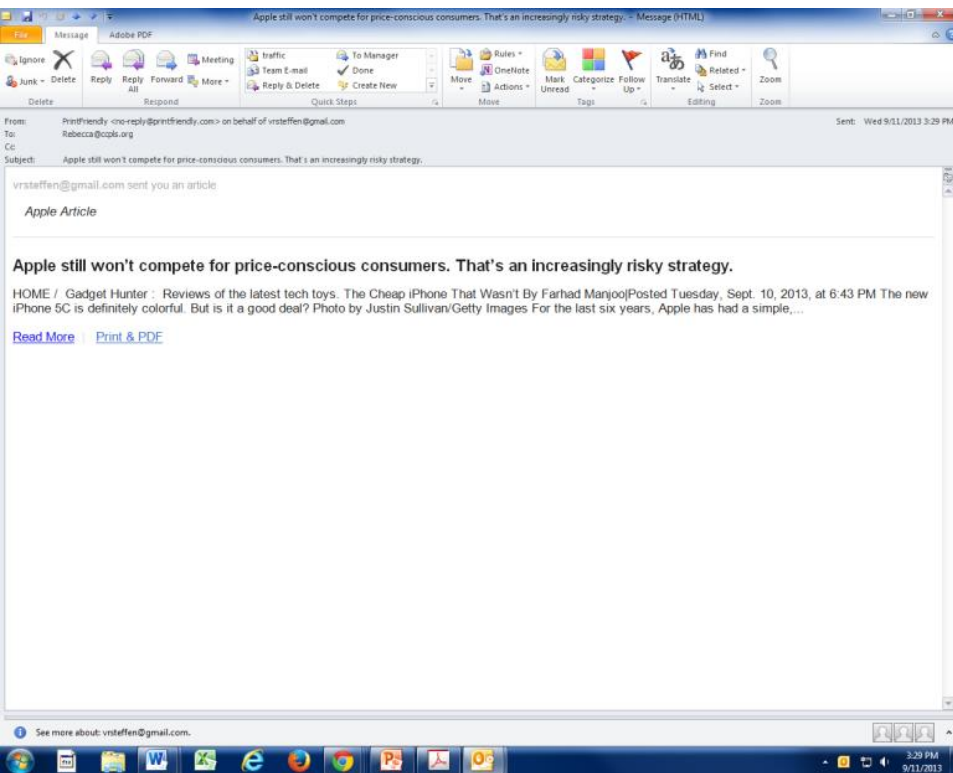 Apple still won't compete for price-conscious consumers. That's an increasingly risky strategy. - Message (HTML)
File Message Adobe PDF
Ignore Delete Reply Reply All Forward Meeting traffic To Manager Move Rules OneNote Mark Unread Categorize Follow Up Translate Find Related Zoom
Junk More Team E-mail Done Actions Select
Reply & Delete Create New
Delete Respond Quick Steps Move Tags Editing Zoom
From: PrintFriendly <no-reply@printfriendly.com> on behalf of vrsteffen@gmail.com Sent: Wed 9/11/2013 3:29 PM
To: Rebecca@ccpls.org
Cc:
Subject: Apple still won't compete for price-conscious consumers. That's an increasingly risky strategy.
vrsteffen@gmail.com sent you an article
Apple Article
Apple still won't compete for price-conscious consumers. That's an increasingly risky strategy.
HOME / Gadget Hunter : Reviews of the latest tech toys. The Cheap iPhone That Wasn't By Farhad Manjoo|Posted Tuesday, Sept. 10, 2013, at 6:43 PM The new
iPhone 5C is definitely colorful. But is it a good deal? Photo by Justin Sullivan/Getty Images For the last six years, Apple has had a simple,...
Read More | Print & PDF
See more about: vrsteffen@gmail.com.
3:29 PM
9/11/2013